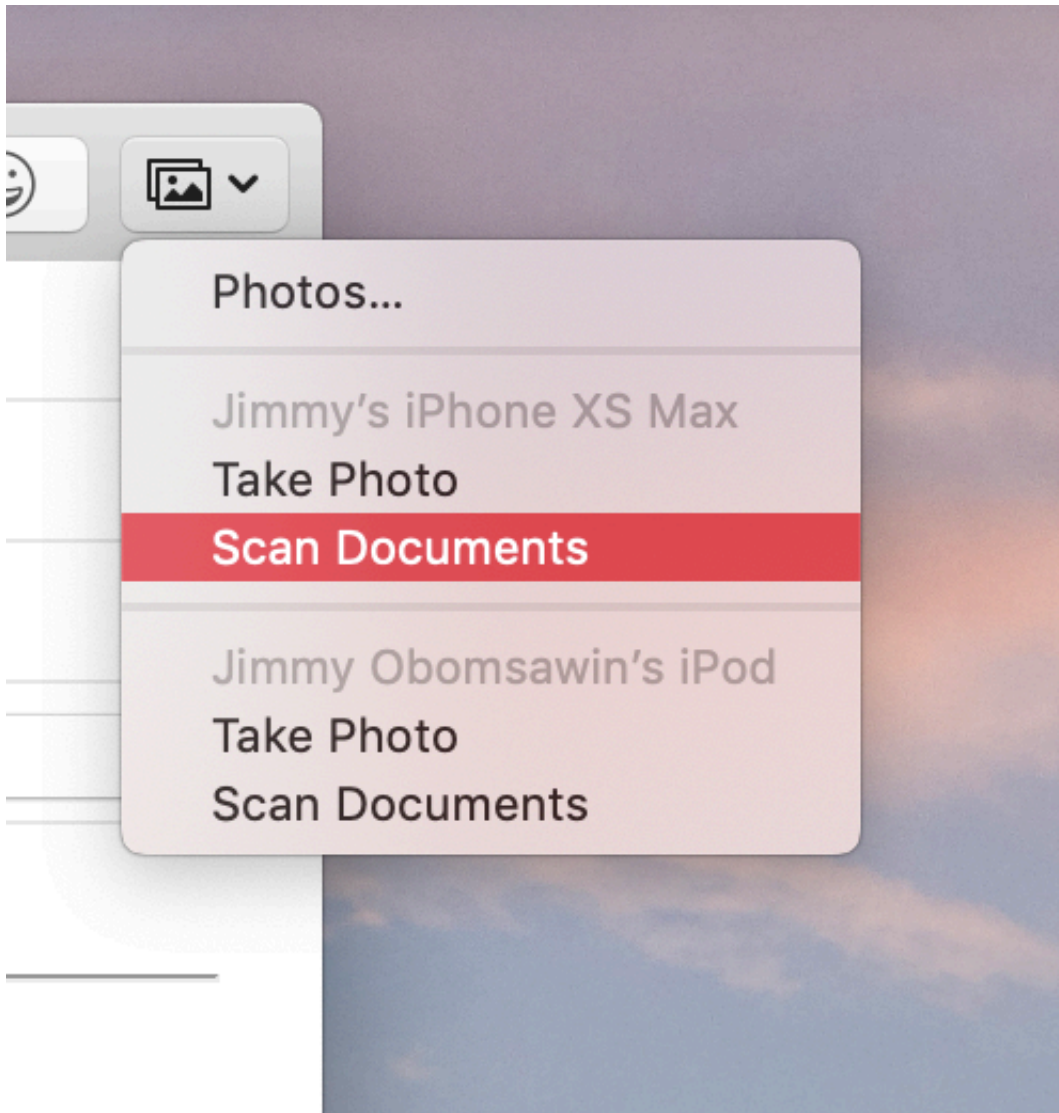 Photos...
Jimmy’s iPhone XS Max
Take Photo
Scan Documents
Jimmy Obomsawin’s iPod
Take Photo
Scan Documents